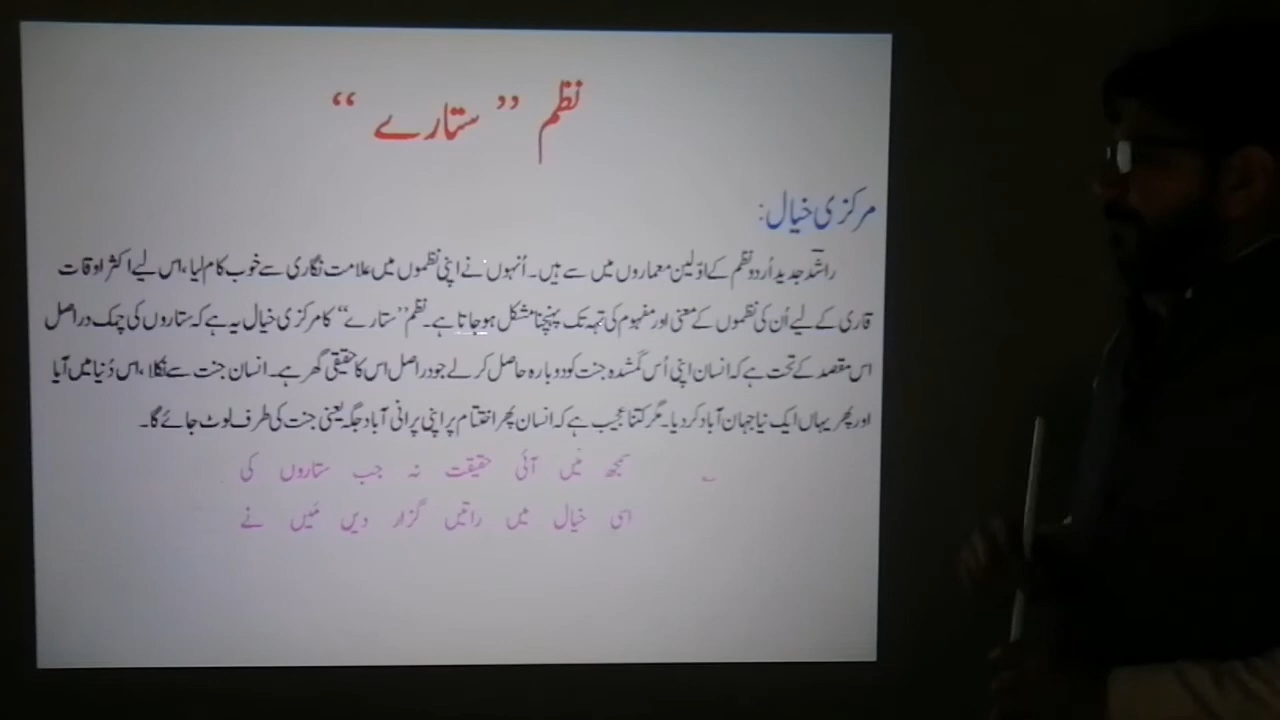 نظم ’’ ستارے ‘‘
مرکزی خیال:
راشد جدید اُردو نظم کے اوّلین معماروں میں سے ہیں۔ اُنہوں نے اپنی نظموں میں علامت نگاری سے خوب کام لیا، اس لیے اکثر اوقات
قاری کے لیے اُن کی نظموں کے معنی اور مفہوم کی تہہ تک پہنچنا مشکل ہو جاتا ہے۔ نظم ’’ستارے‘‘ کا مرکزی خیال یہ ہے کہ ستاروں کی چمک دراصل
اس مقصد کے تحت ہے کہ انسان اپنی اُس گمشدہ جنت کو دوبارہ حاصل کر لے جو دراصل اس کا حقیقی گھر ہے۔ انسان جنت سے نکلا، اس دُنیا میں آیا
اور پھر یہاں ایک نیا جہان آباد کر دیا۔ مگر کتنا عجیب ہے کہ انسان پھر اختتام پر اپنی پرانی آباد جگہ یعنی جنت کی طرف لوٹ جائے گا۔
؎ سمجھ میں آئی حقیقت نہ جب ستاروں کی
اسی خیال میں راتیں گزار دیں مَیں نے